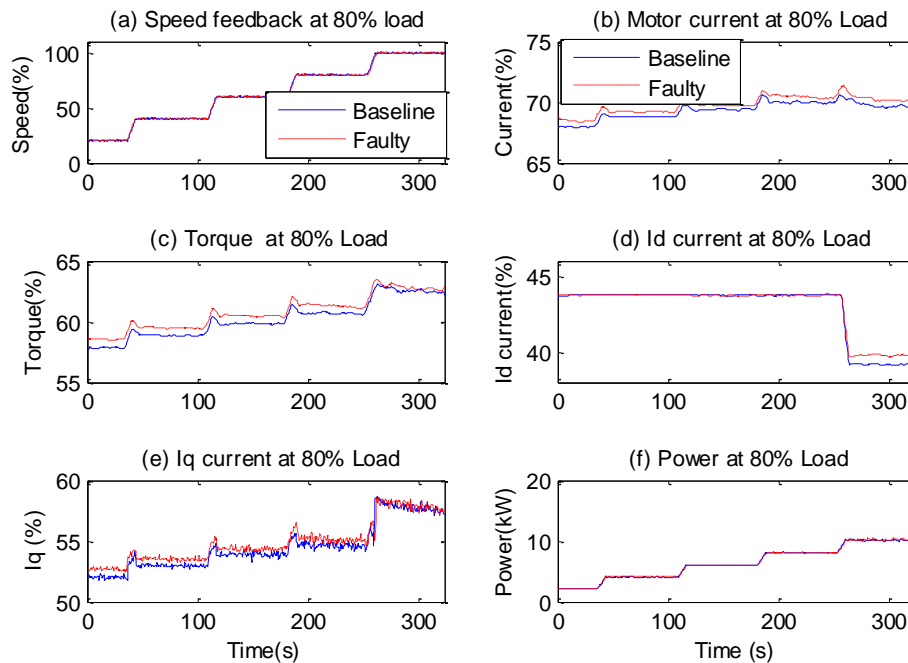 (a) Speed feedback at 80% load
Speed(%)
100
50
0
0
100
200
300
Baseline
Faulty
(b) Motor current at 80% Load
Current(%)
75
70
65
0
100
200
300
Baseline
Faulty
(c) Torque at 80% Load
Torque(%)
65
60
55
0
100
200
300
(d) Id current at 80% Load
Id current(%)
45
40
0
100
200
300
(e) Iq current at 80% Load
Iq (%)
60
55
50
0
100
200
300
Time(s)
(f) Power at 80% Load
Power(kW)
20
10
0
0
100
200
300
Time (s)